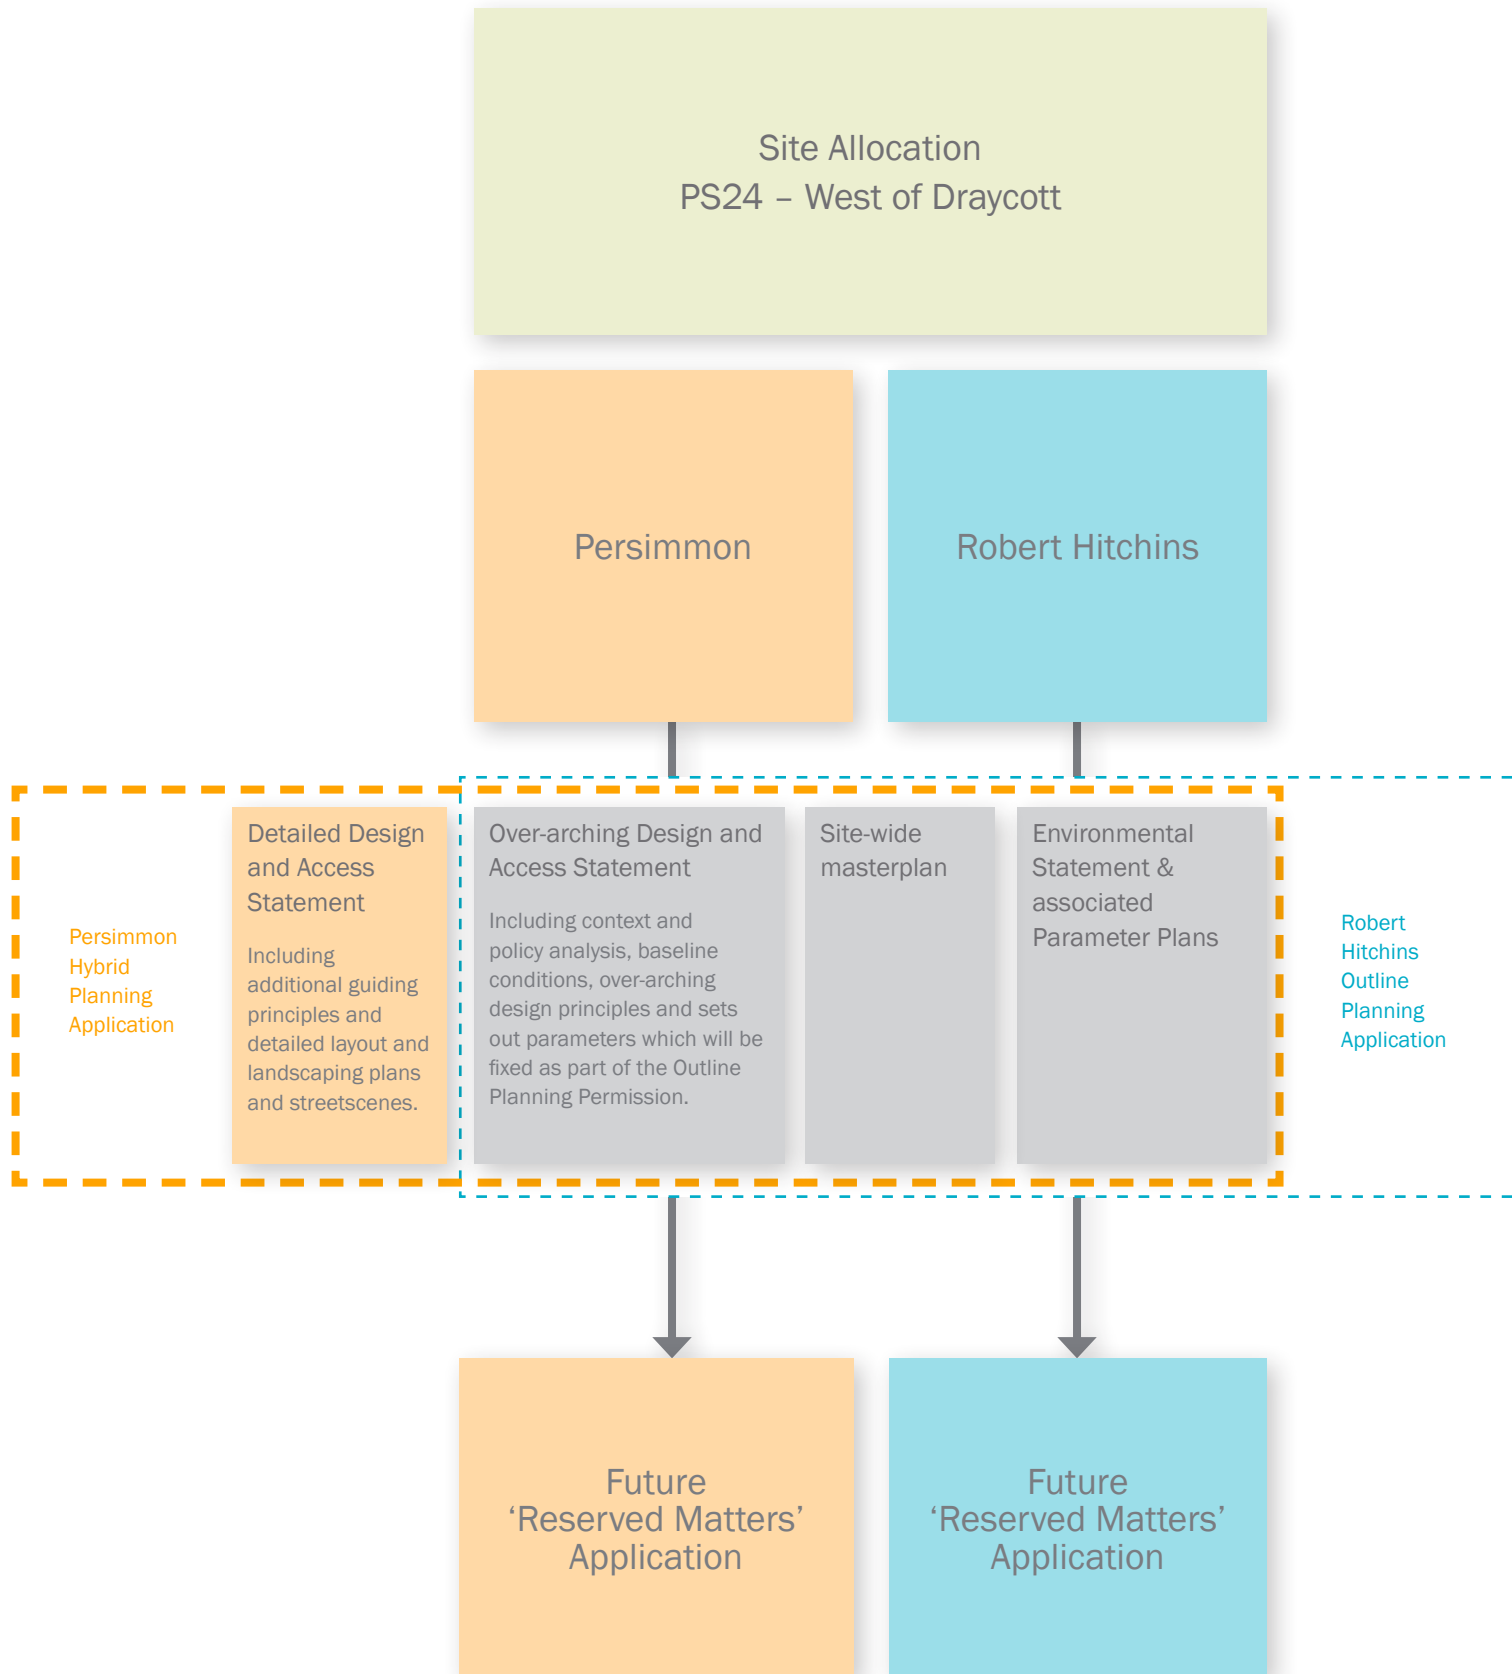 Site Allocation
PS24 – West of Draycott
Persimmon
Robert Hitchins
Persimmon
Hybrid
Planning
Application
Detailed Design
and Access
Statement
Including
additional guiding
principles and
detailed layout and
landscaping plans
and streetscenes.
Over-arching Design and
Access Statement
Including context and
policy analysis, baseline
conditions, over-arching
design principles and sets
out parameters which will be
fixed as part of the Outline
Planning Permission.
Site-wide
masterplan
Environmental
Statement &
associated
Parameter Plans
Robert
Hitchins
Outline
Planning
Application
Future
‘Reserved Matters’
Application
Future
‘Reserved Matters’
Application